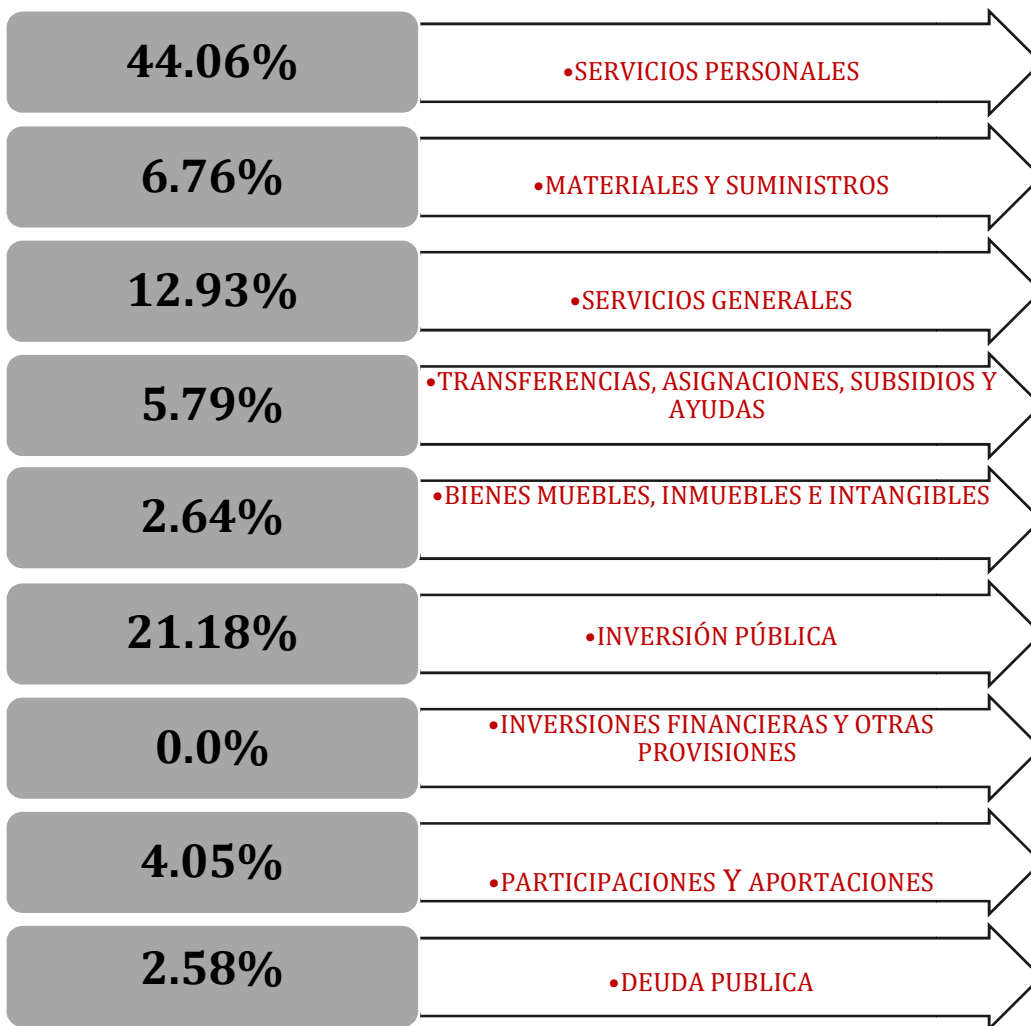 44.06%
•SERVICIOS PERSONALES
6.76%
•MATERIALES Y SUMINISTROS
12.93%
•SERVICIOS GENERALES
5.79%
•TRANSFERENCIAS, ASIGNACIONES, SUBSIDIOS Y
AYUDAS
2.64%
•BIENES MUEBLES, INMUEBLES E INTANGIBLES
21.18%
•INVERSIÓN PÚBLICA
0.0%
•INVERSIONES FINANCIERAS Y OTRAS
PROVISIONES
4.05%
•PARTICIPACIONES Y APORTACIONES
2.58%
•DEUDA PUBLICA